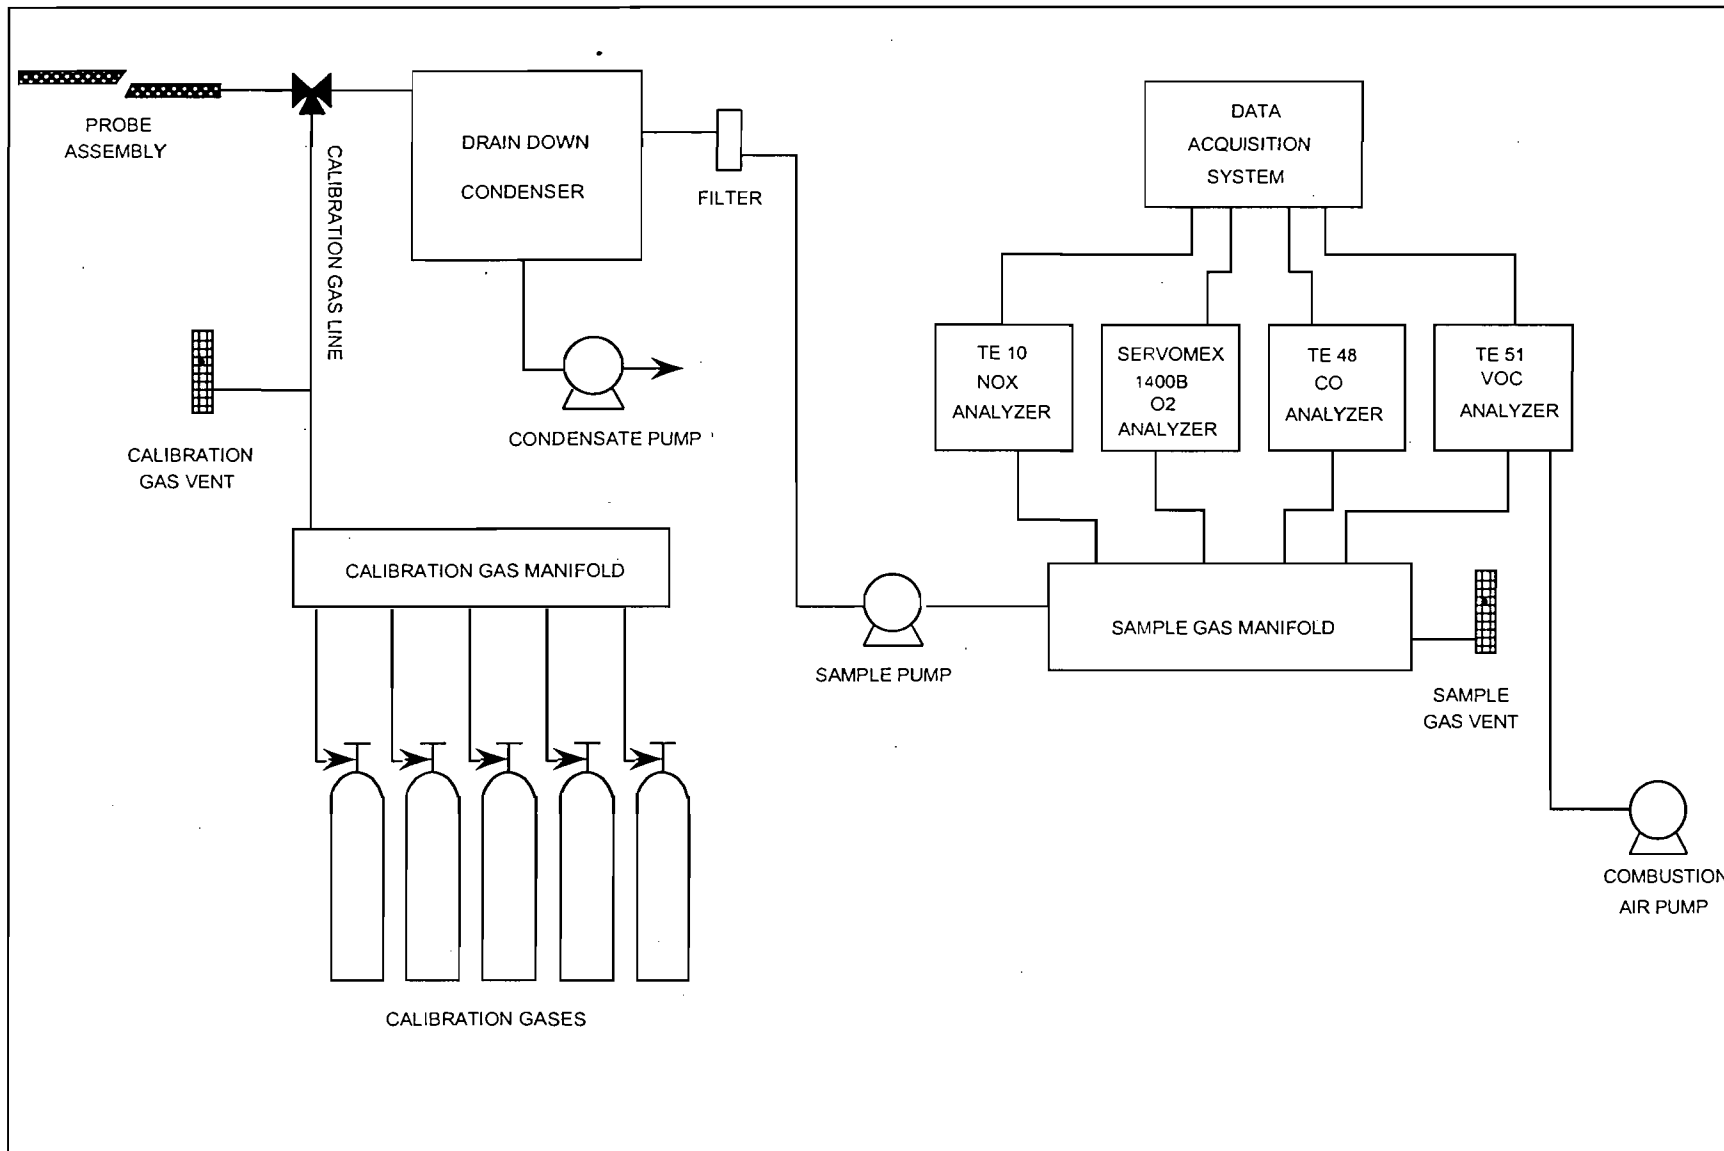 PROBE
ASSEMBLY
CALIBRATION GAS LINE
DRAIN DOWN
CONDENSER
FILTER
DATA
ACQUISITION
SYSTEM
CALIBRATION
GAS VENT
CONDENSATE PUMP
TE 10
NOX
ANALYZER
SERVOMEX
1400B
O2
ANALYZER
TE 48
CO
ANALYZER
TE 51
VOC
ANALYZER
CALIBRATION GAS MANIFOLD
SAMPLE PUMP
SAMPLE GAS MANIFOLD
SAMPLE
GAS VENT
COMBUSTION
AIR PUMP
CALIBRATION GASES